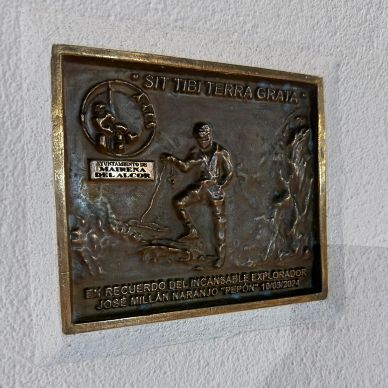 " SIT TIBI TERRA GRATA "
AYUNTAMIENTO DE
MAIRENA
DEL ALCOR
EN RECUERDO DEL INCANSABLE EXPLORADOR
JOSÉ MILLÁN NARANJO "PEPÓN" 10/03/2024